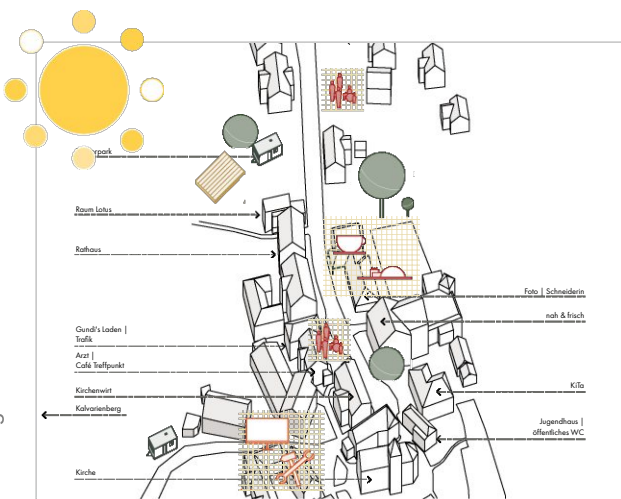 Raum Lotus
Rathaus
Gundi's Laden |
Trafik
Arzt |
Café Treffpunkt
Kirchenwirt
Kalvarienberg
Kirche
Foto | Schneiderin
nah & frisch
KiTa
Jugendhaus |
öffentliches WC